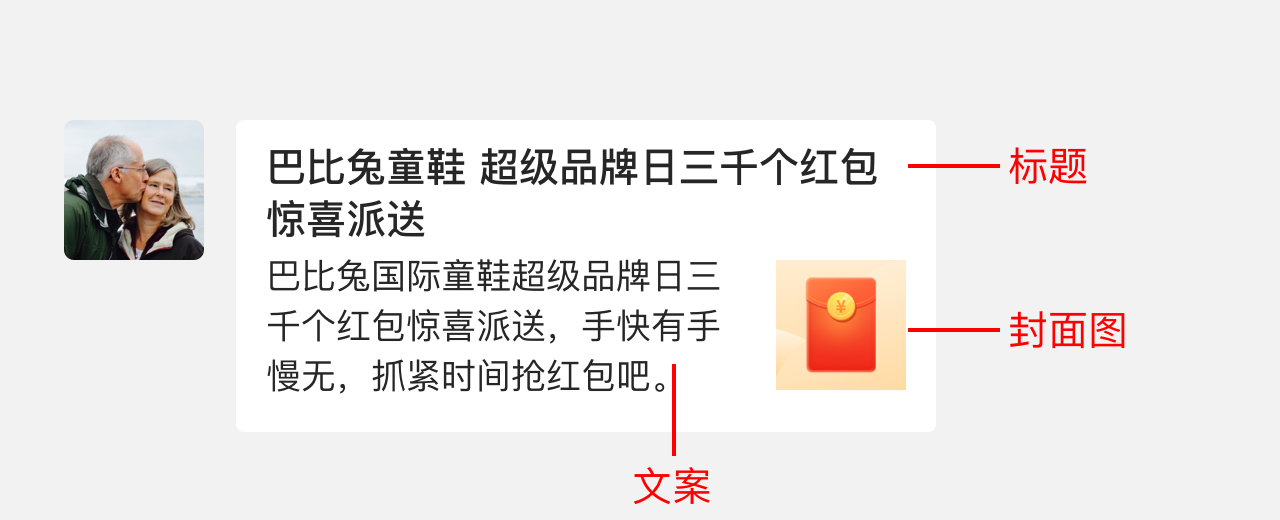 巴比兔童鞋 超级品牌日三千个红包
惊喜派送
标题
巴比兔国际童鞋超级品牌日三
千个红包惊喜派送，手快有手
慢无，抓紧时间抢红包吧。
¥
封面图
文案